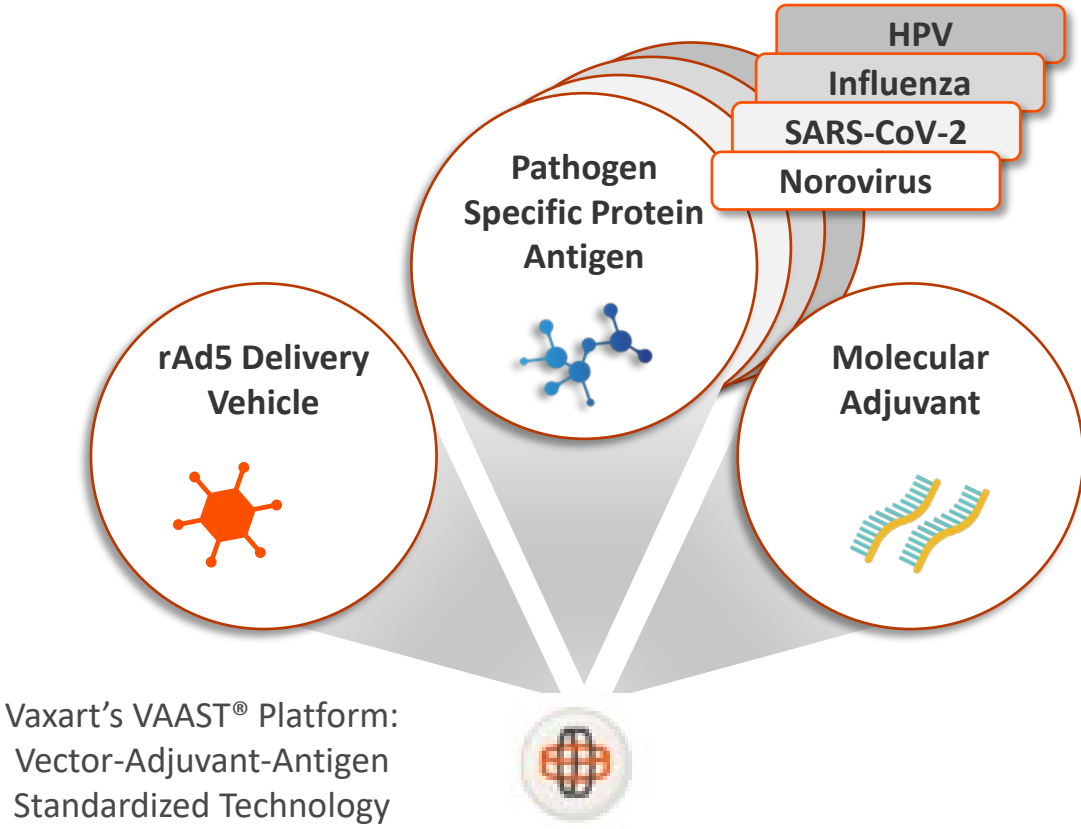 HPV
Influenza
SARS-CoV-2
Norovirus
Pathogen
Specific Protein
Antigen
rAd5 Delivery
Vehicle
Molecular
Adjuvant
Vaxart’s VAAST® Platform:
Vector-Adjuvant-Antigen
Standardized Technology